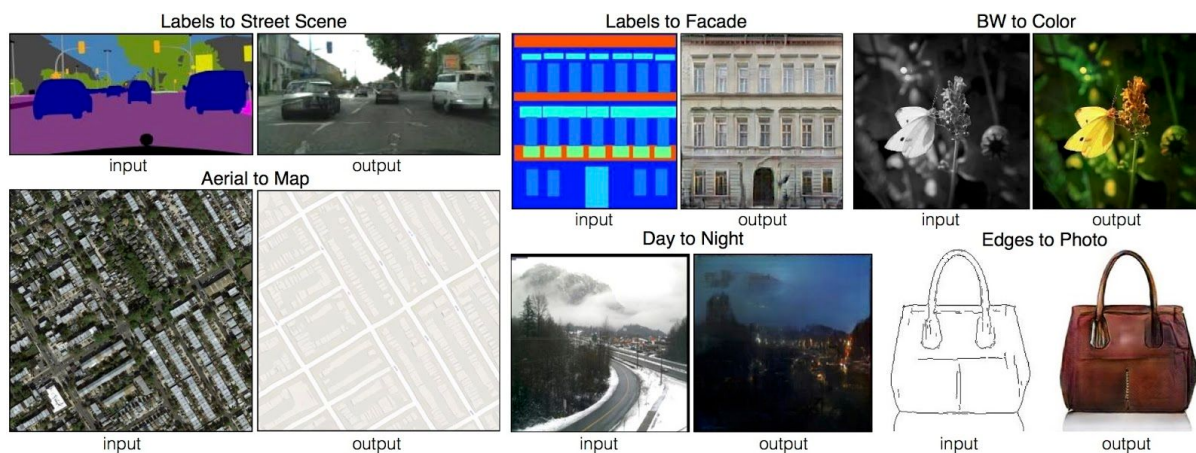 Labels to Street Scene
input
output
Aerial to Map
input
output
Labels to Facade
input
output
BW to Color
input
output
Day to Night
input
output
Edges to Photo
input
output